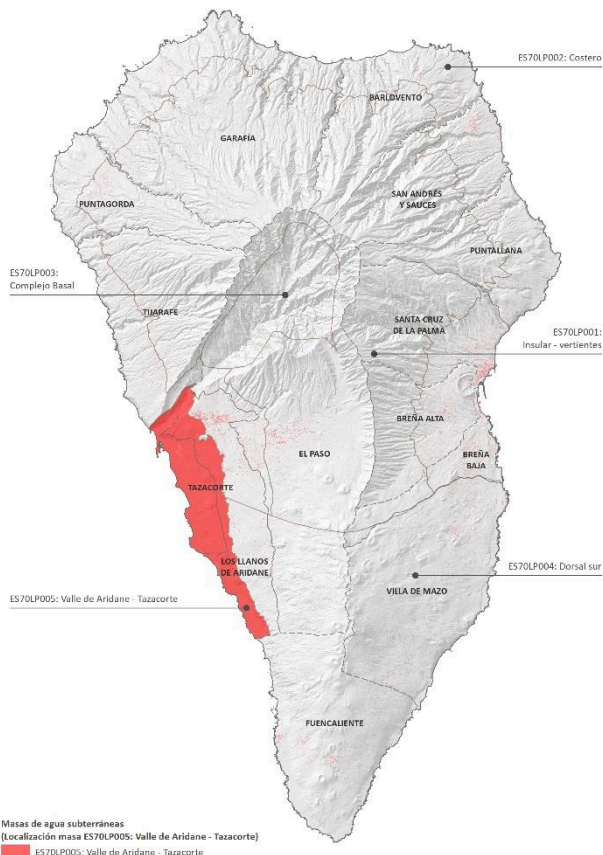 ES70LP002: Costero
BARLOVENTO
GARAFÍA
SAN ANDRÉS
Y SAUCES
PUNTAGORDA
PUNTALLANA
ES70LP003:
Complejo Basal
TIJARAFE
SANTA CRUZ
DE LA PALMA
ES70LP001:
Insular - vertientes
BREÑA ALTA
EL PASO
BREÑA
BAJA
TAZACORTE
LOS LLANOS
DE ARIDANE
ES70LP004: Dorsal sur
VILLA DE MAZO
ES70LP005: Valle de Aridane - Tazacorte
FUENCALIENTE
Masas de agua subterráneas
(Localización masa ES70LP005: Valle de Aridane - Tazacorte)
ES70LP005: Valle de Aridane - Tazacorte